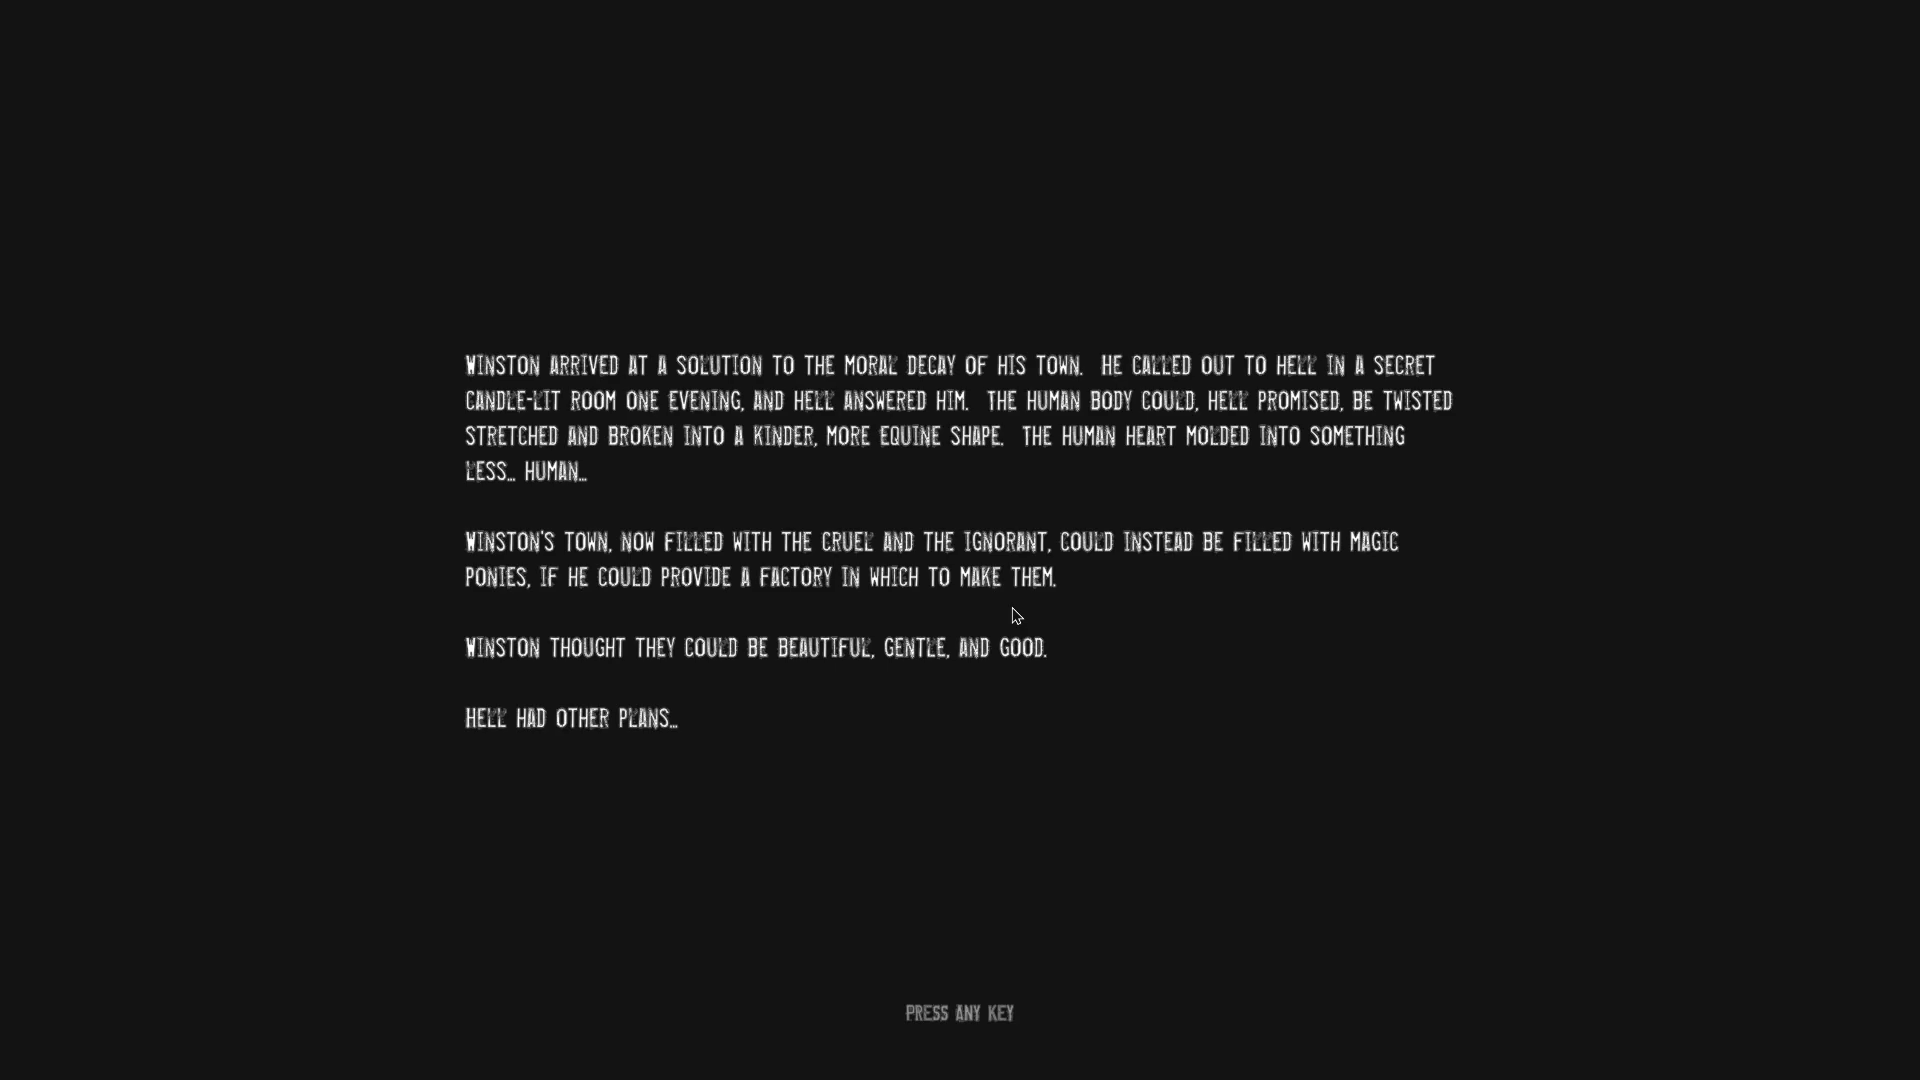 WINSTON ARRIVED AT A SOLUTION TO THE MORAL DECAY OF HIS TOWN.  HE CALLED OUT TO HELL IN A SECRET
CANDLE-LIT ROOM ONE EVENING, AND HELL ANSWERED HIM.  THE HUMAN BODY COULD, HELL PROMISED, BE TWISTED
STRETCHED AND BROKEN INTO A KINDER, MORE EQUINE SHAPE.  THE HUMAN HEART MOLDED INTO SOMETHING
LESS... HUMAN...
WINSTON'S TOWN, NOW FILLED WITH THE CRUEL AND THE IGNORANT, COULD INSTEAD BE FILLED WITH MAGIC
PONIES, IF HE COULD PROVIDE A FACTORY IN WHICH TO MAKE THEM.
WINSTON THOUGHT THEY COULD BE BEAUTIFUL, GENTLE, AND GOOD.
HELL HAD OTHER PLANS...
PRESS ANY KEY